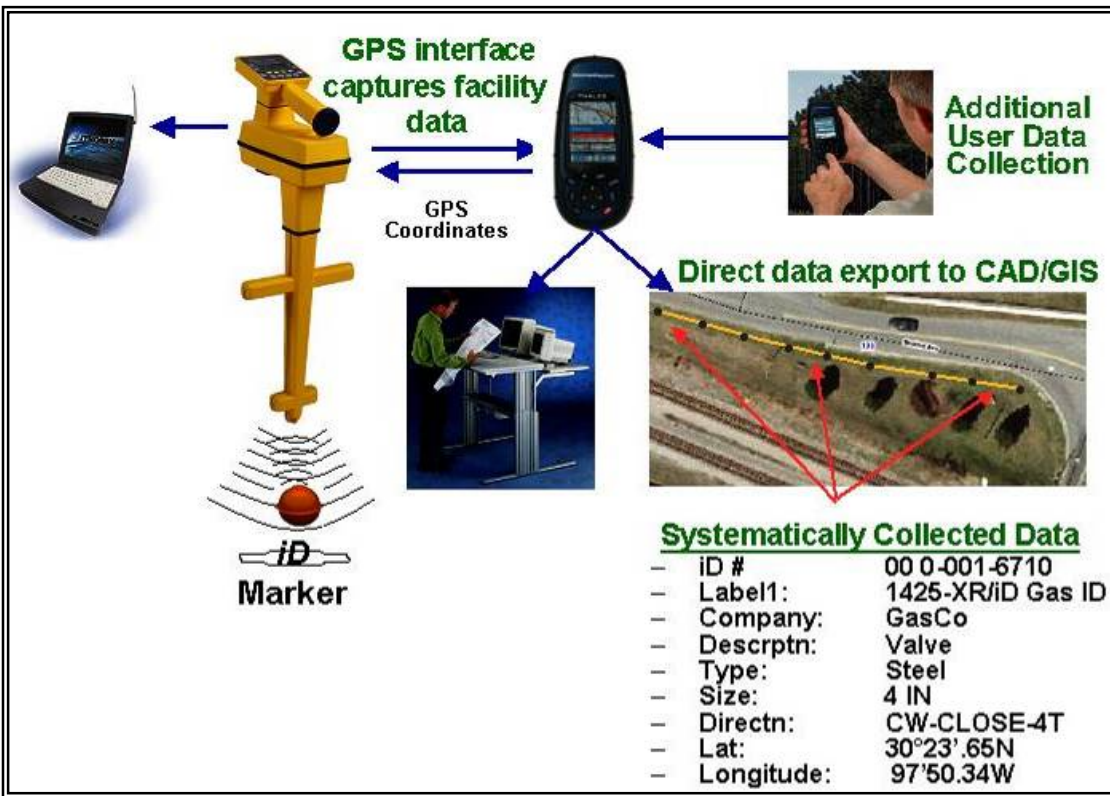 GPS interface
captures facility
data
GPS
Coordinates
Additional
User Data
Collection
Direct data export to CAD/GIS
iD
Marker
Systematically Collected Data
– iD # 00 0-001-6710
– Label1: 1425-XR/iD Gas ID
– Company: GasCo
– Descrptn: Valve
– Type: Steel
– Size: 4 IN
– Directn: CW-CLOSE-4T
– Lat: 30°23'.65N
– Longitude: 97'50.34W